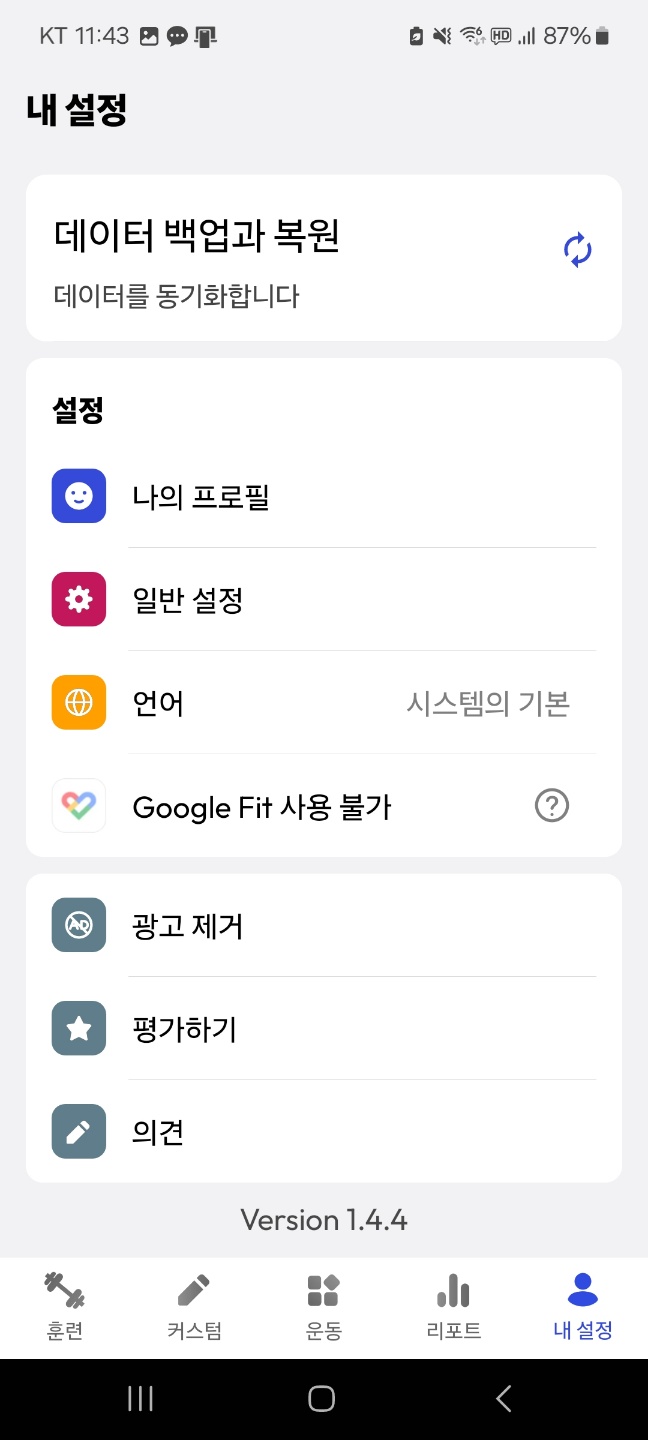 KT 11:43 HD 87%
내 설정
데이터 백업과 복원
데이터를 동기화합니다
설정
나의 프로필
일반 설정
언어 시스템의 기본
Google Fit 사용 불가 ?
AD 광고 제거
평가하기
의견
Version 1.4.4
훈련 커스텀 운동 리포트 내 설정